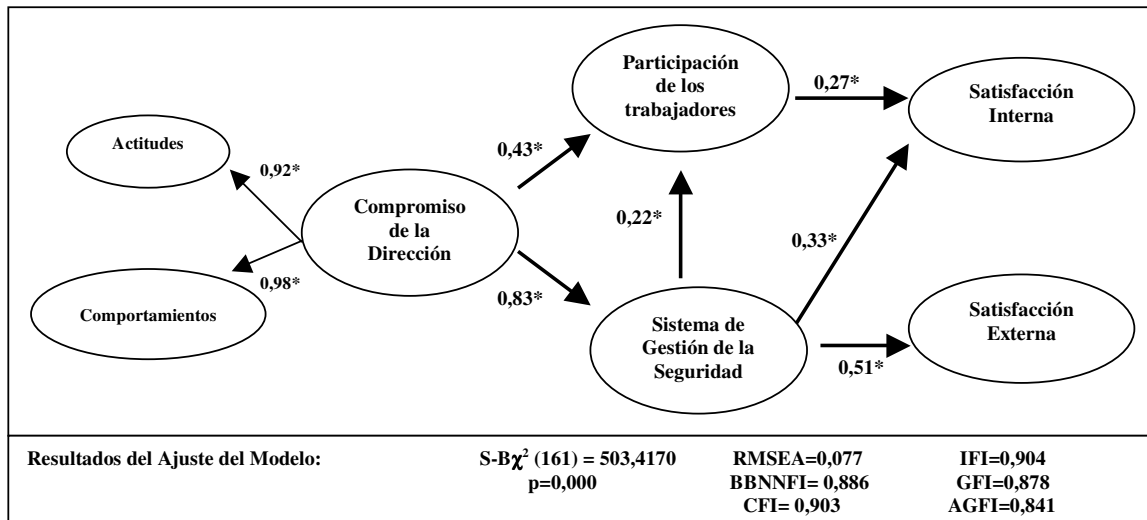 Participación
de los
trabajadores
0,27*
Satisfacción
Interna
Actitudes
0,92*
0,43*
Compromiso
de la
Dirección
0,22*
0,33*
0,98*
Comportamientos
0,83*
Sistema de
Gestión de la
Seguridad
Satisfacción
Externa
0,51*
Resultados del Ajuste del Modelo:
S-Bχ² (161) = 503,4170
p=0,000
RMSEA=0,077
BBNNFI= 0,886
CFI= 0,903
IFI=0,904
GFI=0,878
AGFI=0,841